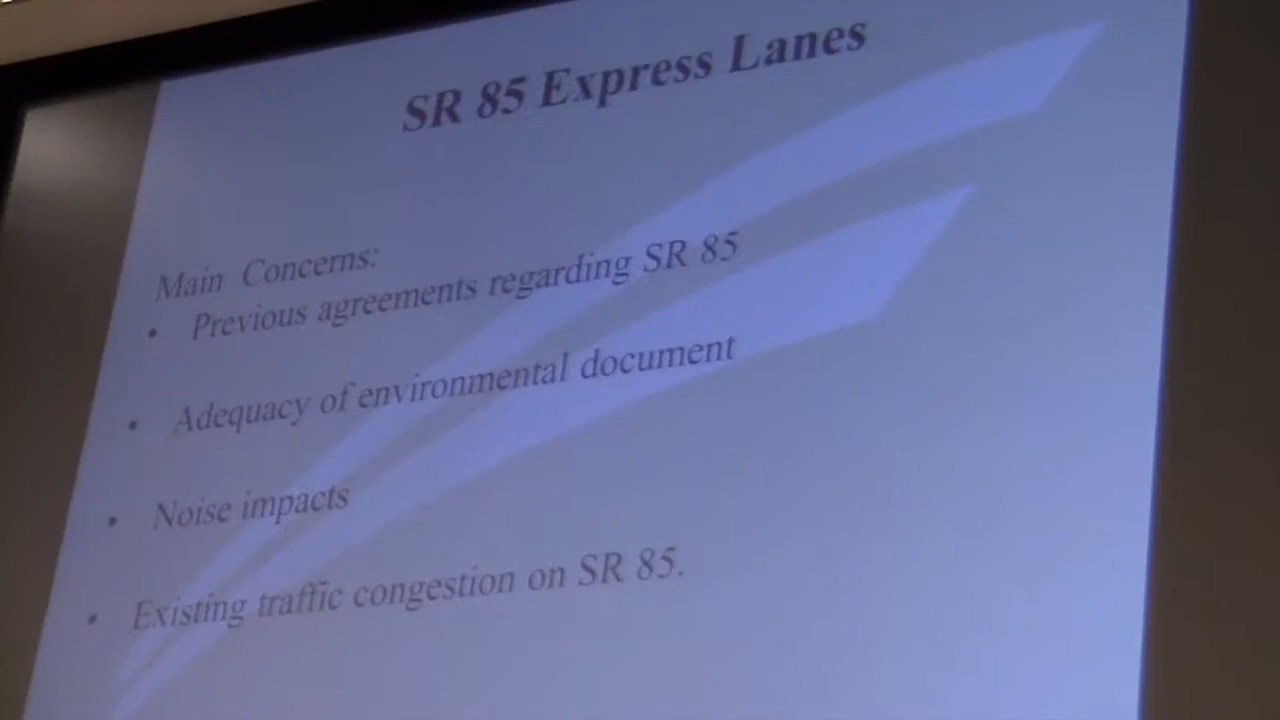 SR 85 Express Lanes
Main Concerns:
• Previous agreements regarding SR 85
• Adequacy of environmental document
• Noise impacts
• Existing traffic congestion on SR 85.